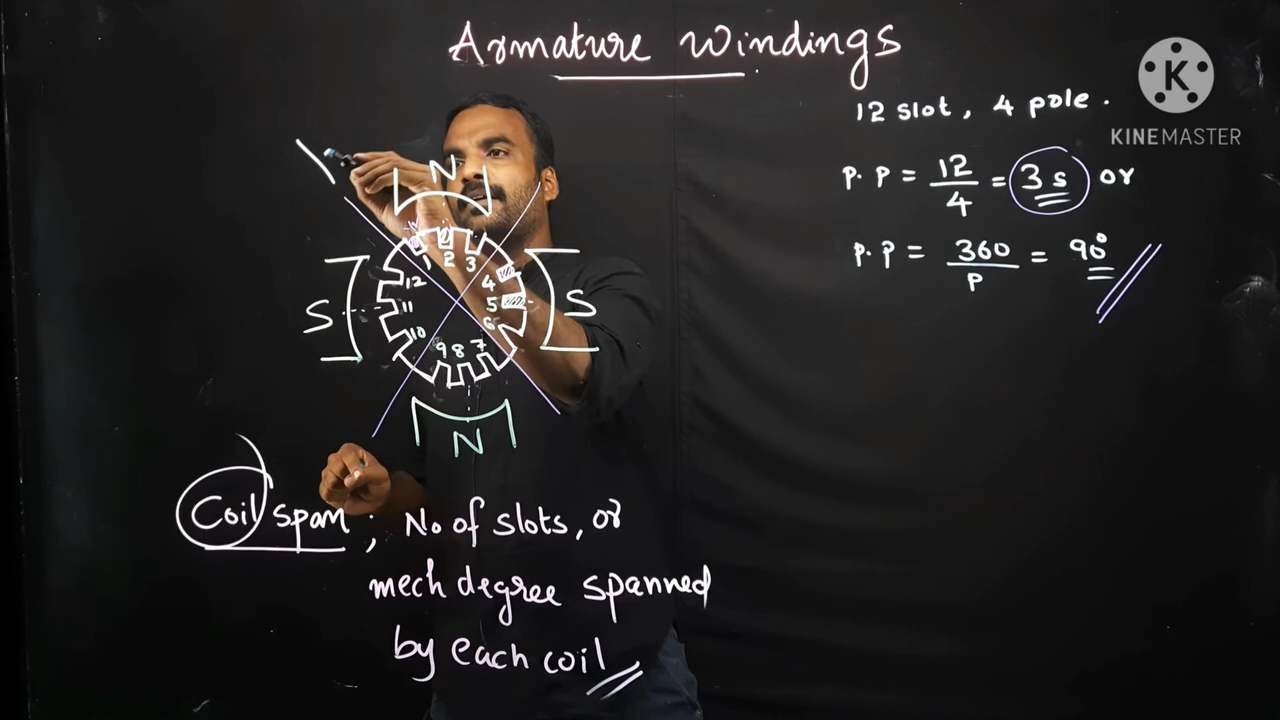 Armature Windings
12 slot, 4 pole.
P.P = 12/4 = 3s or
P.P = 360/P = 90°
K
KINEMASTER
N
S
S
N
1
2
3
4
5
6
7
8
9
10
11
12
Coil span ; No of slots, or
mech degree spanned
by each coil